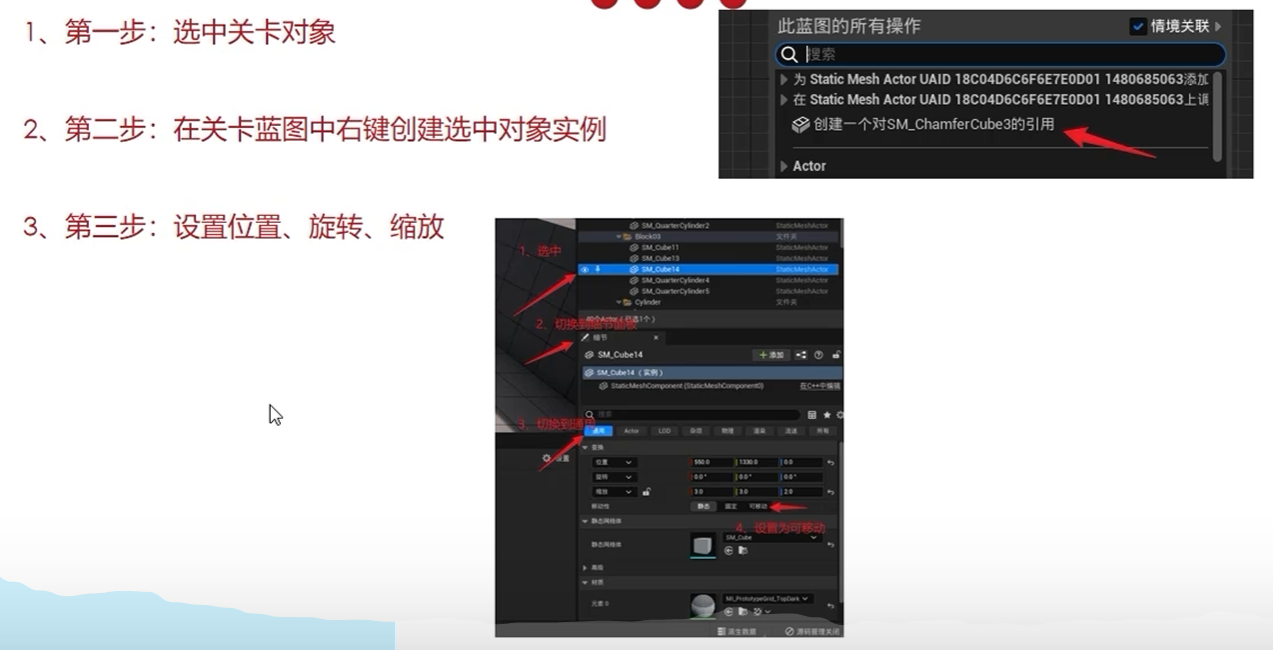 1、第一步：选中关卡对象
2、第二步：在关卡蓝图中右键创建选中对象实例
3、第三步：设置位置、旋转、缩放
此蓝图的所有操作
情境关联
搜索
为 Static Mesh Actor UAID 18C04D6C6F6E7E0D01 1480685063添加
在 Static Mesh Actor UAID 18C04D6C6F6E7E0D01 1480685063上调
创建一个对SM_ChamferCube3的引用
Actor
SM_QuarterCylinder2 StaticMeshActor
Block03 文件夹
1、选中
SM_Cube11 StaticMeshActor
SM_Cube13 StaticMeshActor
SM_Cube14 StaticMeshActor
SM_QuarterCylinder4 StaticMeshActor
SM_QuarterCylinder5 StaticMeshActor
Cylinder 文件夹
个Actor（已选1个）
2、切换到细节面板
细节
SM_Cube14
添加
SM_Cube14（实例）
StaticMeshComponent (StaticMeshComponent0) 在C++中编辑
搜索
3、切换到通用
通用 Actor LOD 杂项 物理 渲染 流送 所有
变换
设置
位置 550.0 1330.0 0.0
旋转 0.0° 0.0° 0.0°
缩放 3.0 3.0 2.0
移动性 静态 固定 可移动
静态网格体
4、设置为可移动
静态网格体 SM_Cube
高级
材质
元素 0 MI_PrototypeGrid_TopDark
派生数据 源码管理关闭